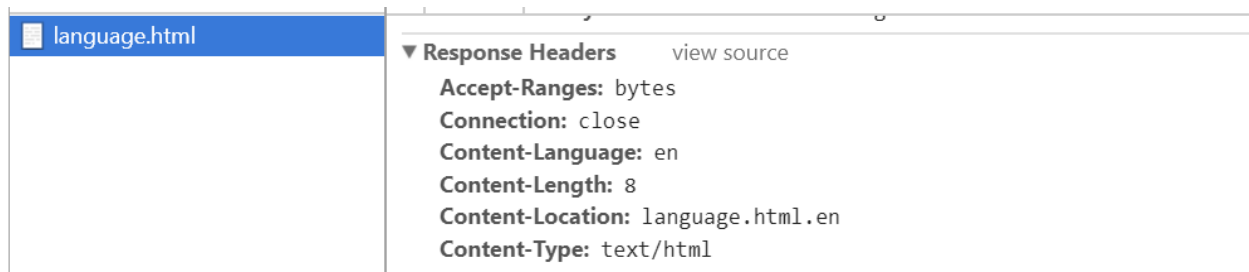 language.html
Response Headers view source
Accept-Ranges: bytes
Connection: close
Content-Language: en
Content-Length: 8
Content-Location: language.html.en
Content-Type: text/html